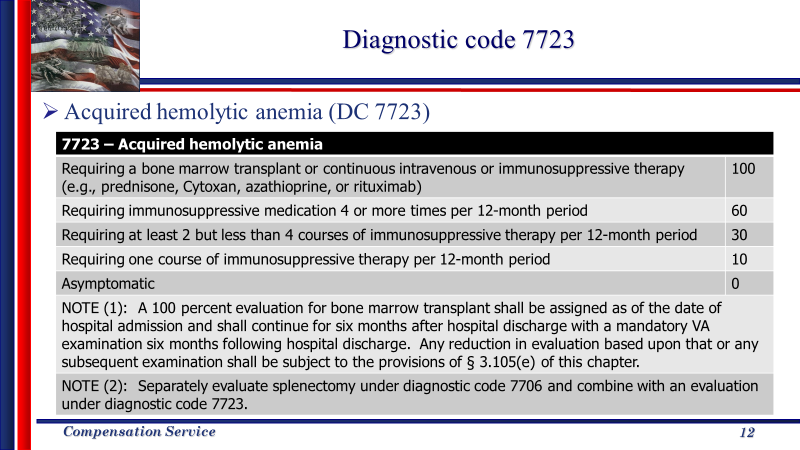 Diagnostic code 7723
➢ Acquired hemolytic anemia (DC 7723)
7723 – Acquired hemolytic anemia
Requiring a bone marrow transplant or continuous intravenous or immunosuppressive therapy 100
(e.g., prednisone, Cytoxan, azathioprine, or rituximab)
Requiring immunosuppressive medication 4 or more times per 12-month period 60
Requiring at least 2 but less than 4 courses of immunosuppressive therapy per 12-month period 30
Requiring one course of immunosuppressive therapy per 12-month period 10
Asymptomatic 0
NOTE (1):  A 100 percent evaluation for bone marrow transplant shall be assigned as of the date of
hospital admission and shall continue for six months after hospital discharge with a mandatory VA
examination six months following hospital discharge.  Any reduction in evaluation based upon that or any
subsequent examination shall be subject to the provisions of § 3.105(e) of this chapter.
NOTE (2):  Separately evaluate splenectomy under diagnostic code 7706 and combine with an evaluation
under diagnostic code 7723.
Compensation Service 12